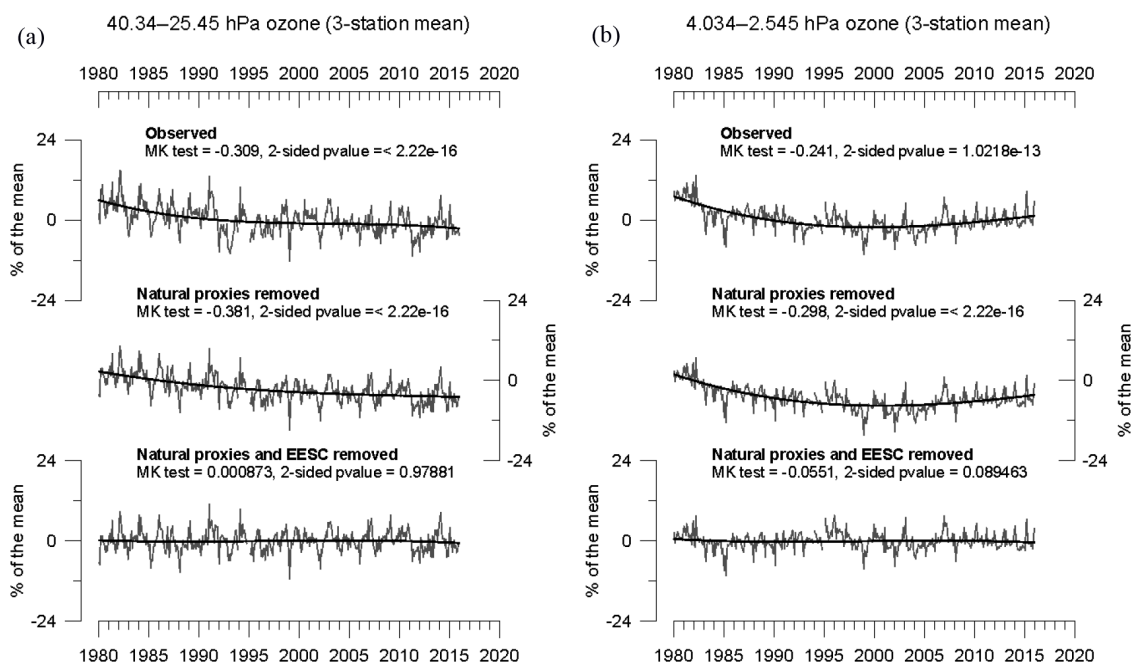 (a)
40.34–25.45 hPa ozone (3-station mean)
1980 1985 1990 1995 2000 2005 2010 2015 2020
24
0
-24
% of the mean
Observed
MK test = -0.309, 2-sided pvalue =< 2.22e-16
Natural proxies removed
MK test = -0.381, 2-sided pvalue =< 2.22e-16
24
0
-24
% of the mean
Natural proxies and EESC removed
MK test = 0.000873, 2-sided pvalue = 0.97881
24
0
-24
% of the mean
1980 1985 1990 1995 2000 2005 2010 2015 2020
(b)
4.034–2.545 hPa ozone (3-station mean)
1980 1985 1990 1995 2000 2005 2010 2015 2020
24
0
-24
% of the mean
Observed
MK test = -0.241, 2-sided pvalue = 1.0218e-13
Natural proxies removed
MK test = -0.298, 2-sided pvalue =< 2.22e-16
24
0
-24
% of the mean
Natural proxies and EESC removed
MK test = -0.0551, 2-sided pvalue = 0.089463
24
0
-24
% of the mean
1980 1985 1990 1995 2000 2005 2010 2015 2020